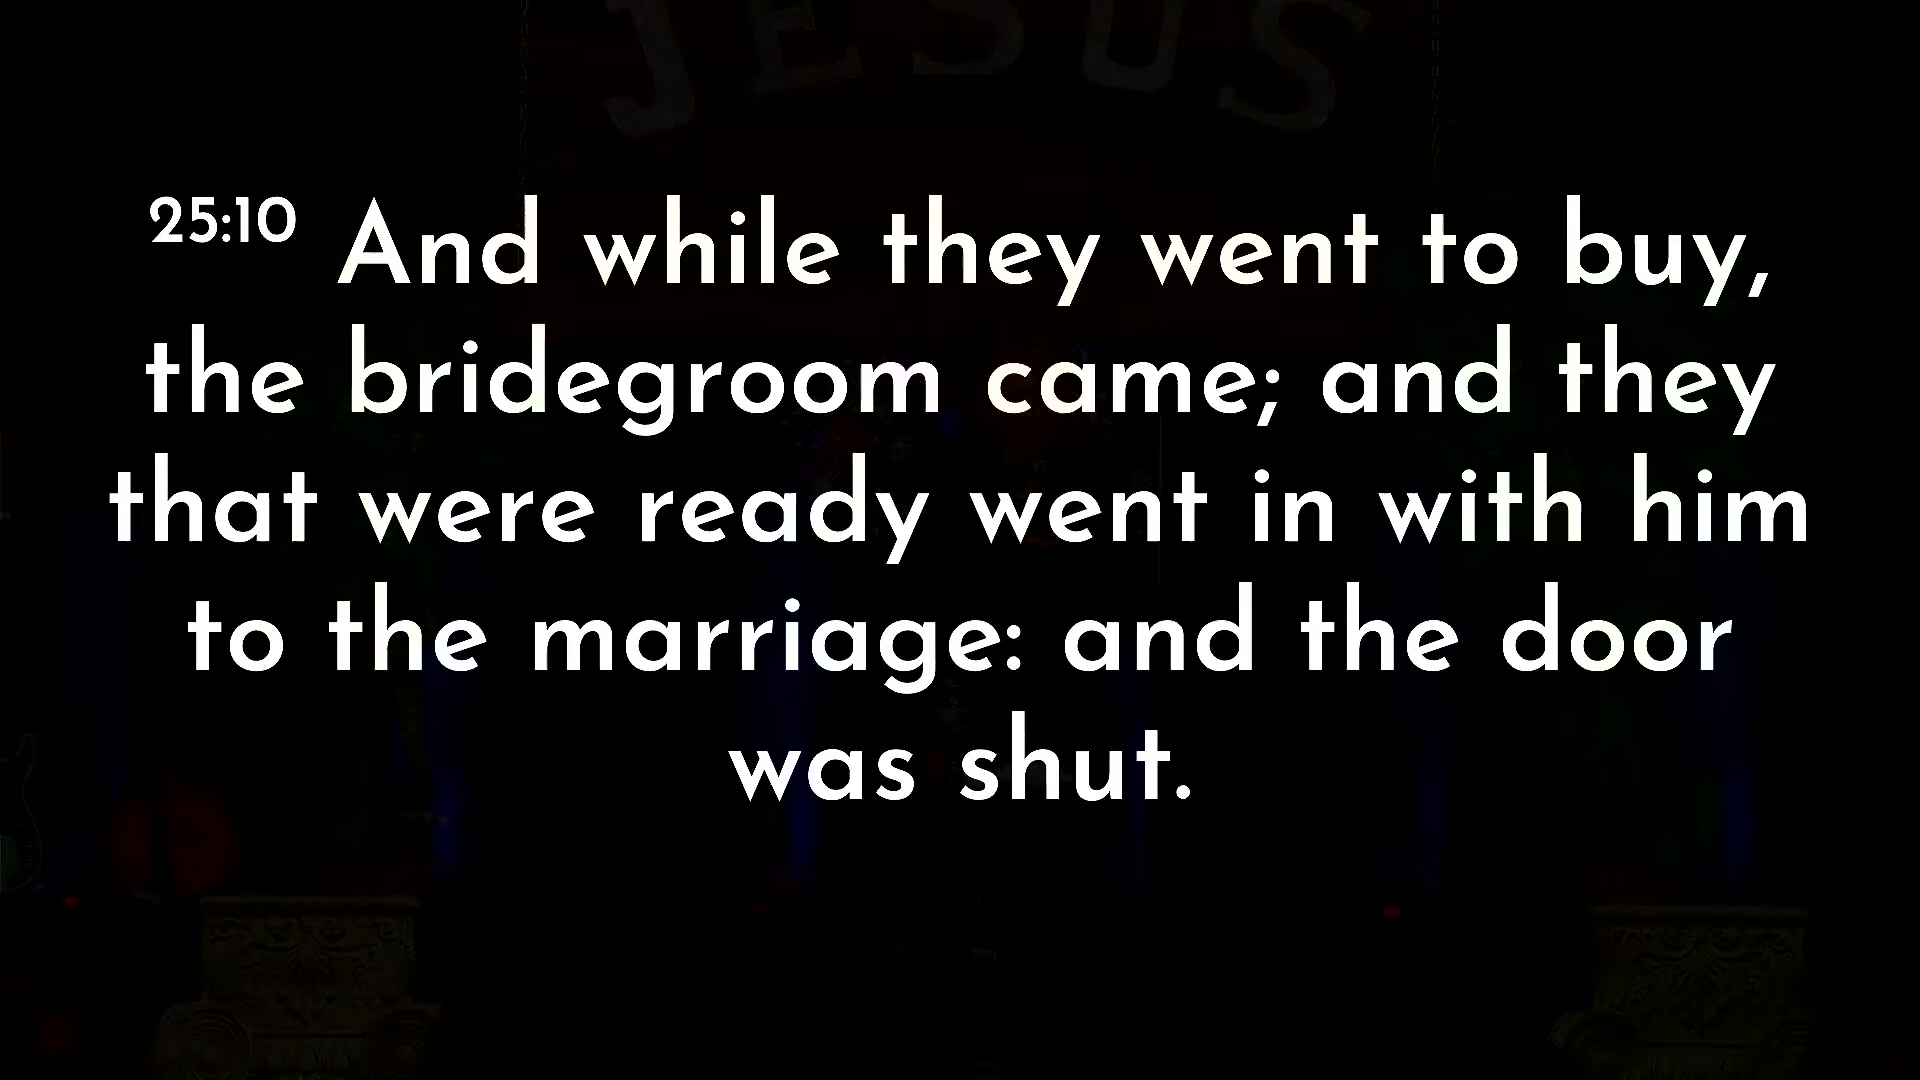 JESUS
25:10 And while they went to buy,
the bridegroom came; and they
that were ready went in with him
to the marriage: and the door
was shut.